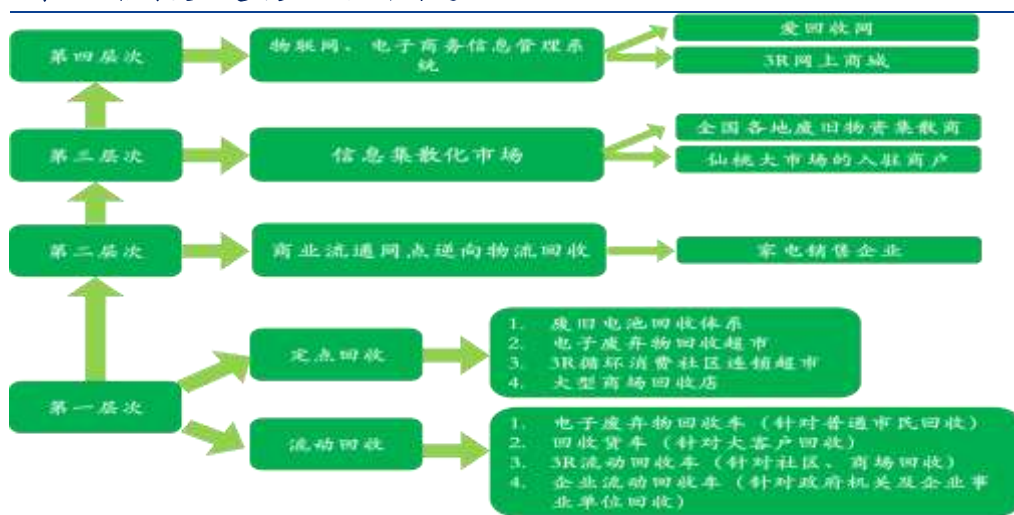 第四层次
物联网、电子商务信息管理系
统
爱回收网
3R网上商城
第三层次
信息集散化市场
全国各地废旧物资集散商
仙桃大市场的入驻商户
第二层次
商业流通网点逆向物流回收
家电销售企业
第一层次
定点回收
1. 废旧电池回收体系
2. 电子废弃物回收超市
3. 3R循环消费社区连锁超市
4. 大型商场回收店
流动回收
1. 电子废弃物回收车（针对普通市民回收）
2. 回收货车（针对大客户回收）
3. 3R流动回收车（针对社区、商场回收）
4. 企业流动回收车（针对政府机关及企业事
业单位回收）